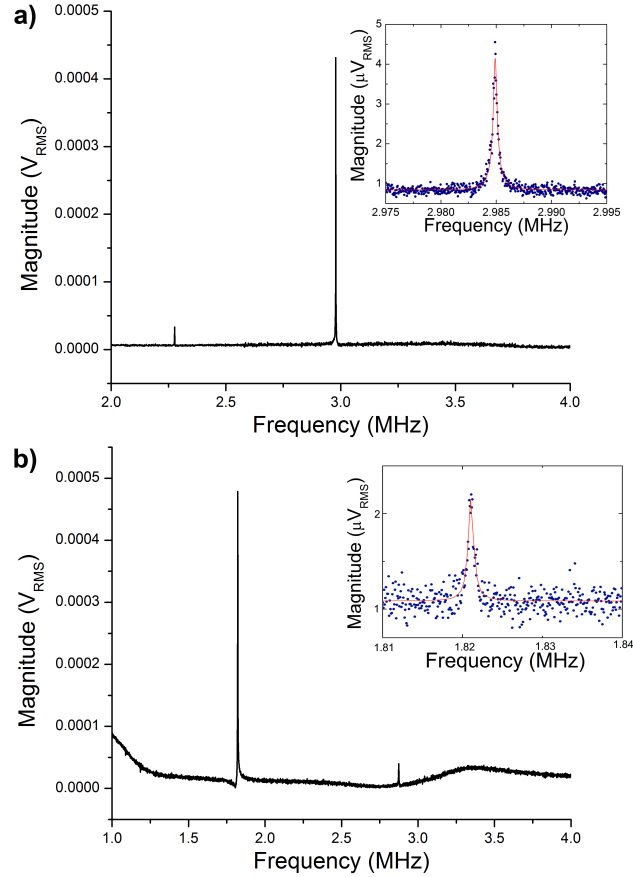 a)
0.0005
0.0004
0.0003
0.0002
0.0001
0.0000
Magnitude (V_RMS)
2.0 2.5 3.0 3.5 4.0
Frequency (MHz)
5
4
3
2
1
Magnitude (μV_RMS)
2.975 2.980 2.985 2.990 2.995
Frequency (MHz)
b)
0.0005
0.0004
0.0003
0.0002
0.0001
0.0000
Magnitude (V_RMS)
1.0 1.5 2.0 2.5 3.0 3.5 4.0
Frequency (MHz)
2
1
Magnitude (μV_RMS)
1.81 1.82 1.83 1.84
Frequency (MHz)